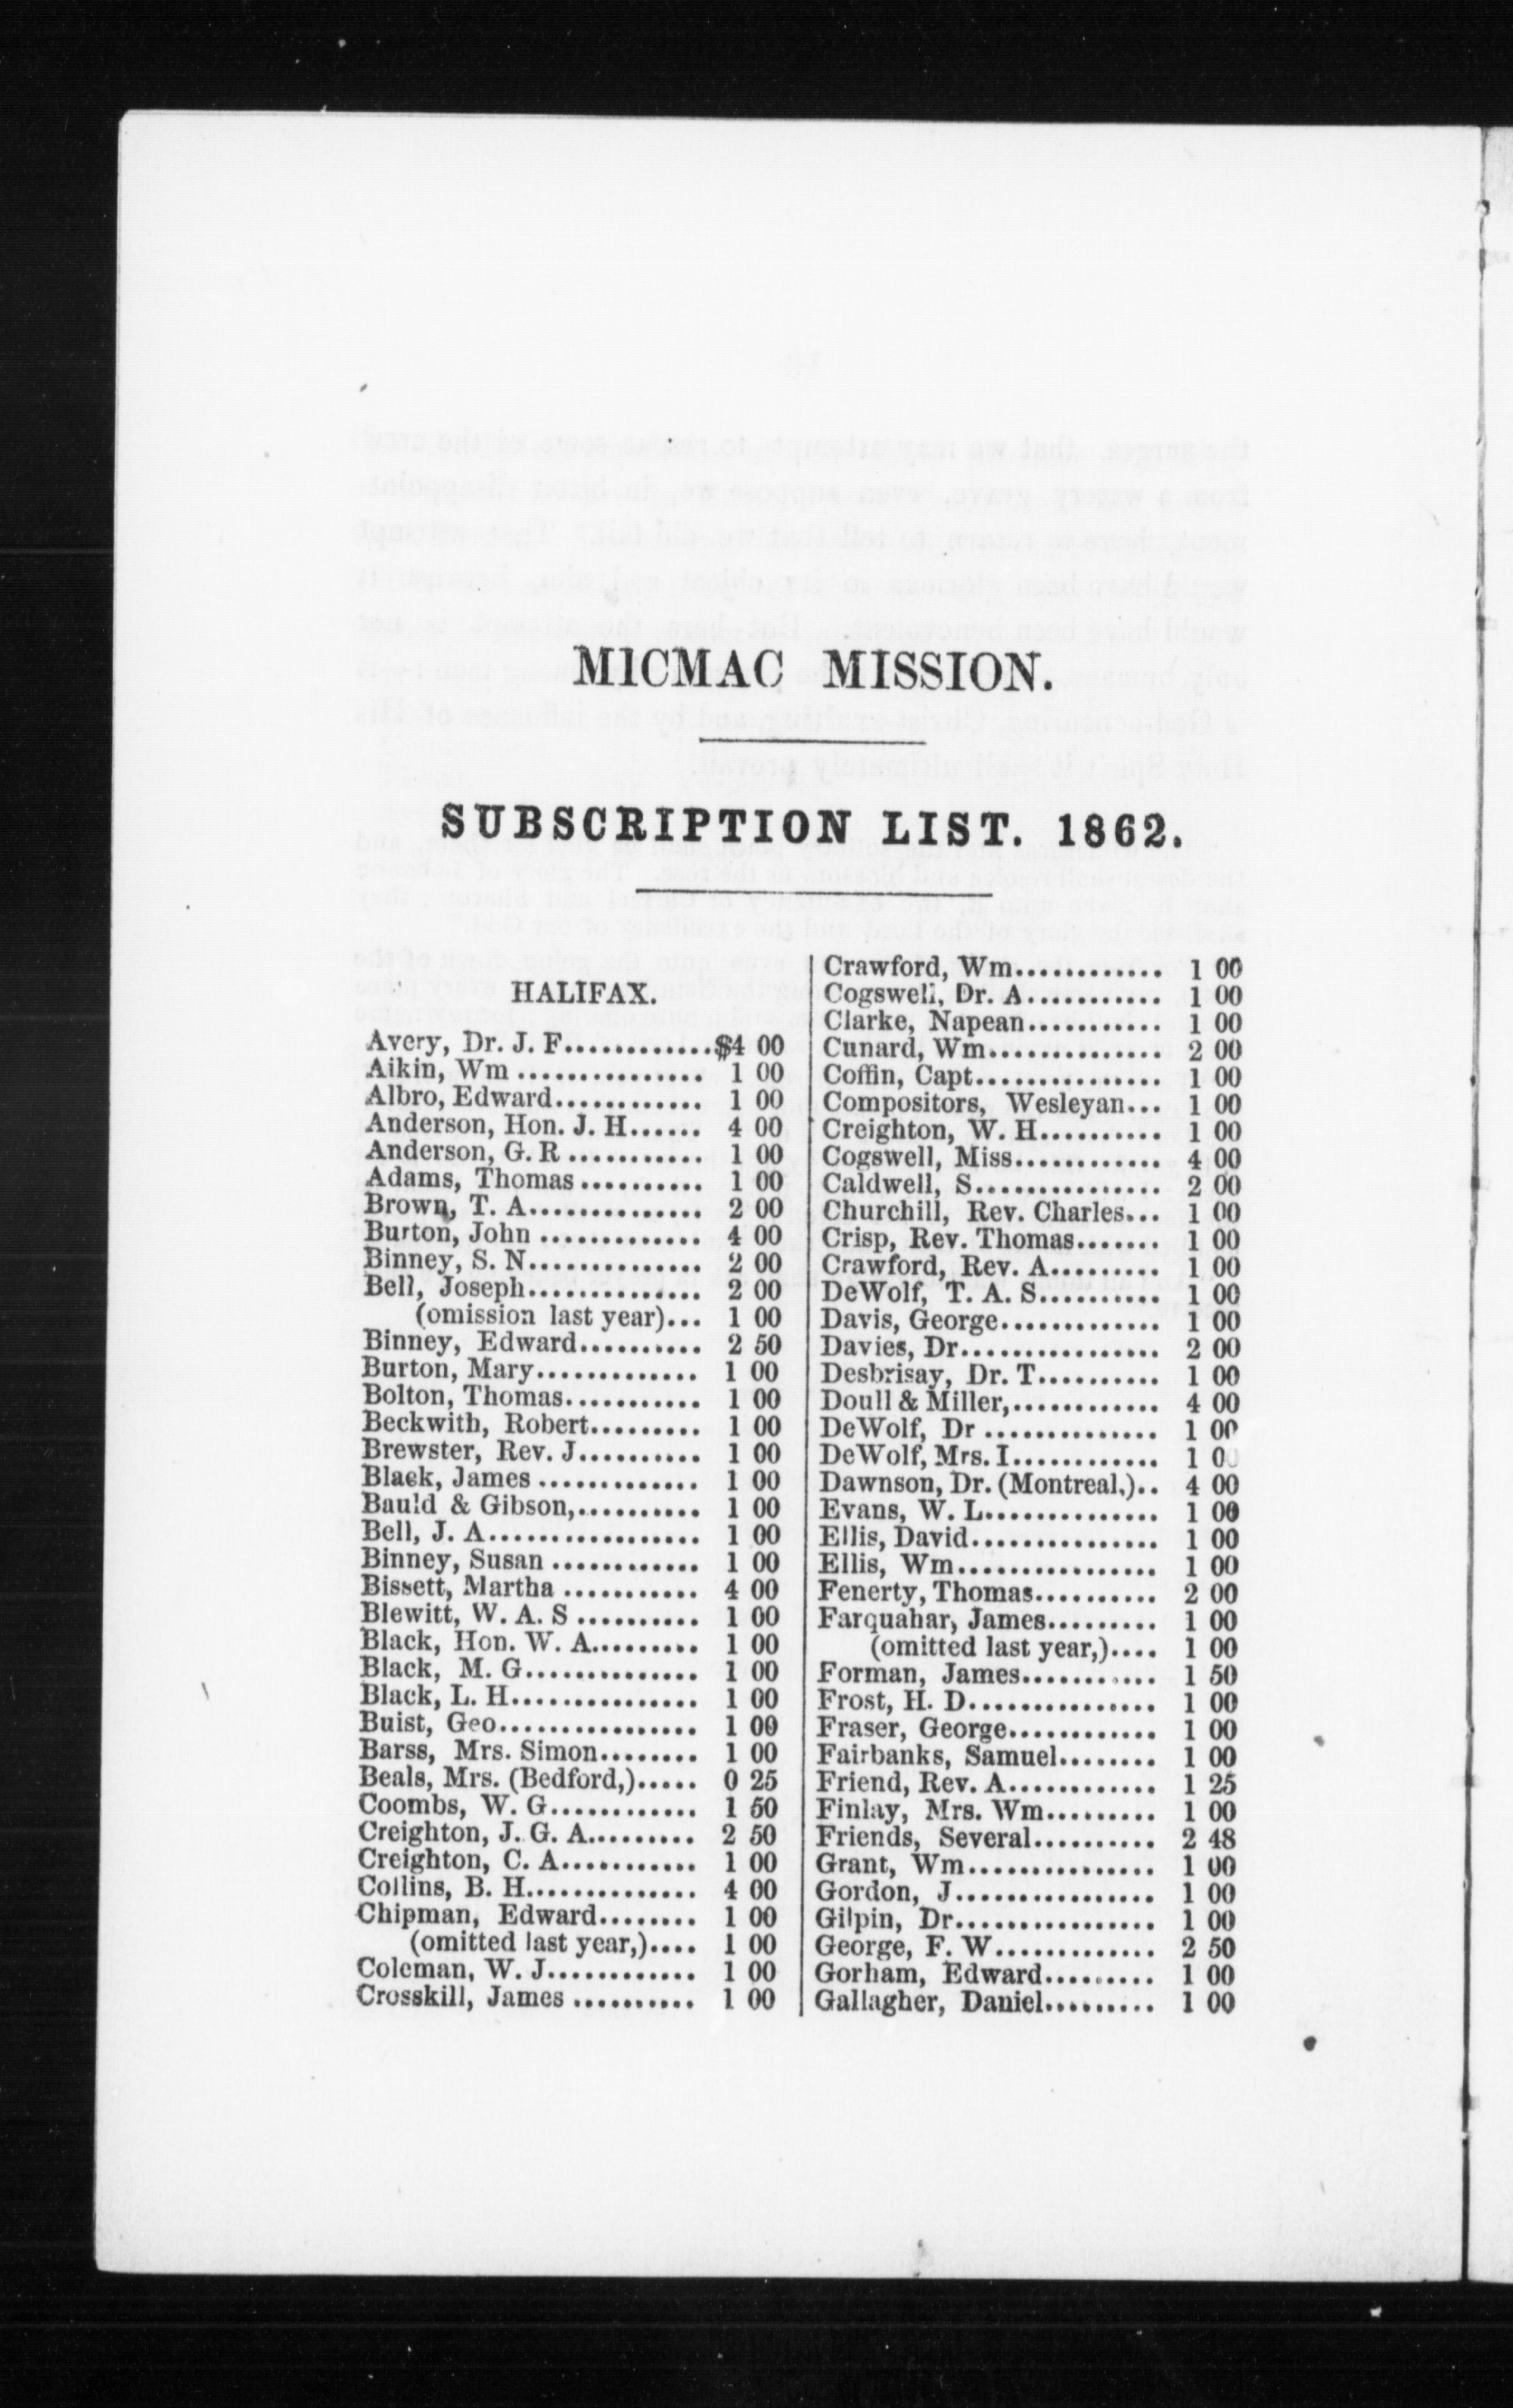 MICMAC MISSION.
SUBSCRIPTION LIST. 1862.
HALIFAX.
Avery, Dr. J. F............$4 00
Aikin, Wm ............... 1 00
Albro, Edward............ 1 00
Anderson, Hon. J. H...... 4 00
Anderson, G. R ........... 1 00
Adams, Thomas .......... 1 00
Brown, T. A.............. 2 00
Burton, John ............. 4 00
Binney, S. N.............. 2 00
Bell, Joseph.............. 2 00
(omission last year)... 1 00
Binney, Edward.......... 2 50
Burton, Mary............. 1 00
Bolton, Thomas........... 1 00
Beckwith, Robert......... 1 00
Brewster, Rev. J.......... 1 00
Black, James ............. 1 00
Bauld & Gibson,.......... 1 00
Bell, J. A................. 1 00
Binney, Susan ............ 1 00
Bissett, Martha ........... 4 00
Blewitt, W. A. S .......... 1 00
Black, Hon. W. A......... 1 00
Black, M. G.............. 1 00
Black, L. H............... 1 00
Buist, Geo................ 1 00
Barss, Mrs. Simon........ 1 00
Beals, Mrs. (Bedford,)..... 0 25
Coombs, W. G............ 1 50
Creighton, J. G. A......... 2 50
Creighton, C. A........... 1 00
Collins, B. H.............. 4 00
Chipman, Edward........ 1 00
(omitted last year,).... 1 00
Coleman, W. J............ 1 00
Crosskill, James .......... 1 00
Crawford, Wm............ 1 00
Cogswell, Dr. A........... 1 00
Clarke, Napean........... 1 00
Cunard, Wm.............. 2 00
Coffin, Capt............... 1 00
Compositors, Wesleyan... 1 00
Creighton, W. H.......... 1 00
Cogswell, Miss............ 4 00
Caldwell, S............... 2 00
Churchill, Rev. Charles... 1 00
Crisp, Rev. Thomas....... 1 00
Crawford, Rev. A......... 1 00
DeWolf, T. A. S.......... 1 00
Davis, George............. 1 00
Davies, Dr................ 2 00
Desbrisay, Dr. T.......... 1 00
Doull & Miller,............ 4 00
DeWolf, Dr .............. 1 00
DeWolf, Mrs. I............ 1 0
Dawnson, Dr. (Montreal,).. 4 00
Evans, W. L.............. 1 00
Ellis, David............... 1 00
Ellis, Wm................ 1 00
Fenerty, Thomas.......... 2 00
Farquahar, James......... 1 00
(omitted last year,).... 1 00
Forman, James........... 1 50
Frost, H. D............... 1 00
Fraser, George............ 1 00
Fairbanks, Samuel........ 1 00
Friend, Rev. A............ 1 25
Finlay, Mrs. Wm......... 1 00
Friends, Several.......... 2 48
Grant, Wm............... 1 00
Gordon, J................ 1 00
Gilpin, Dr................ 1 00
George, F. W............. 2 50
Gorham, Edward......... 1 00
Gallagher, Daniel......... 1 00